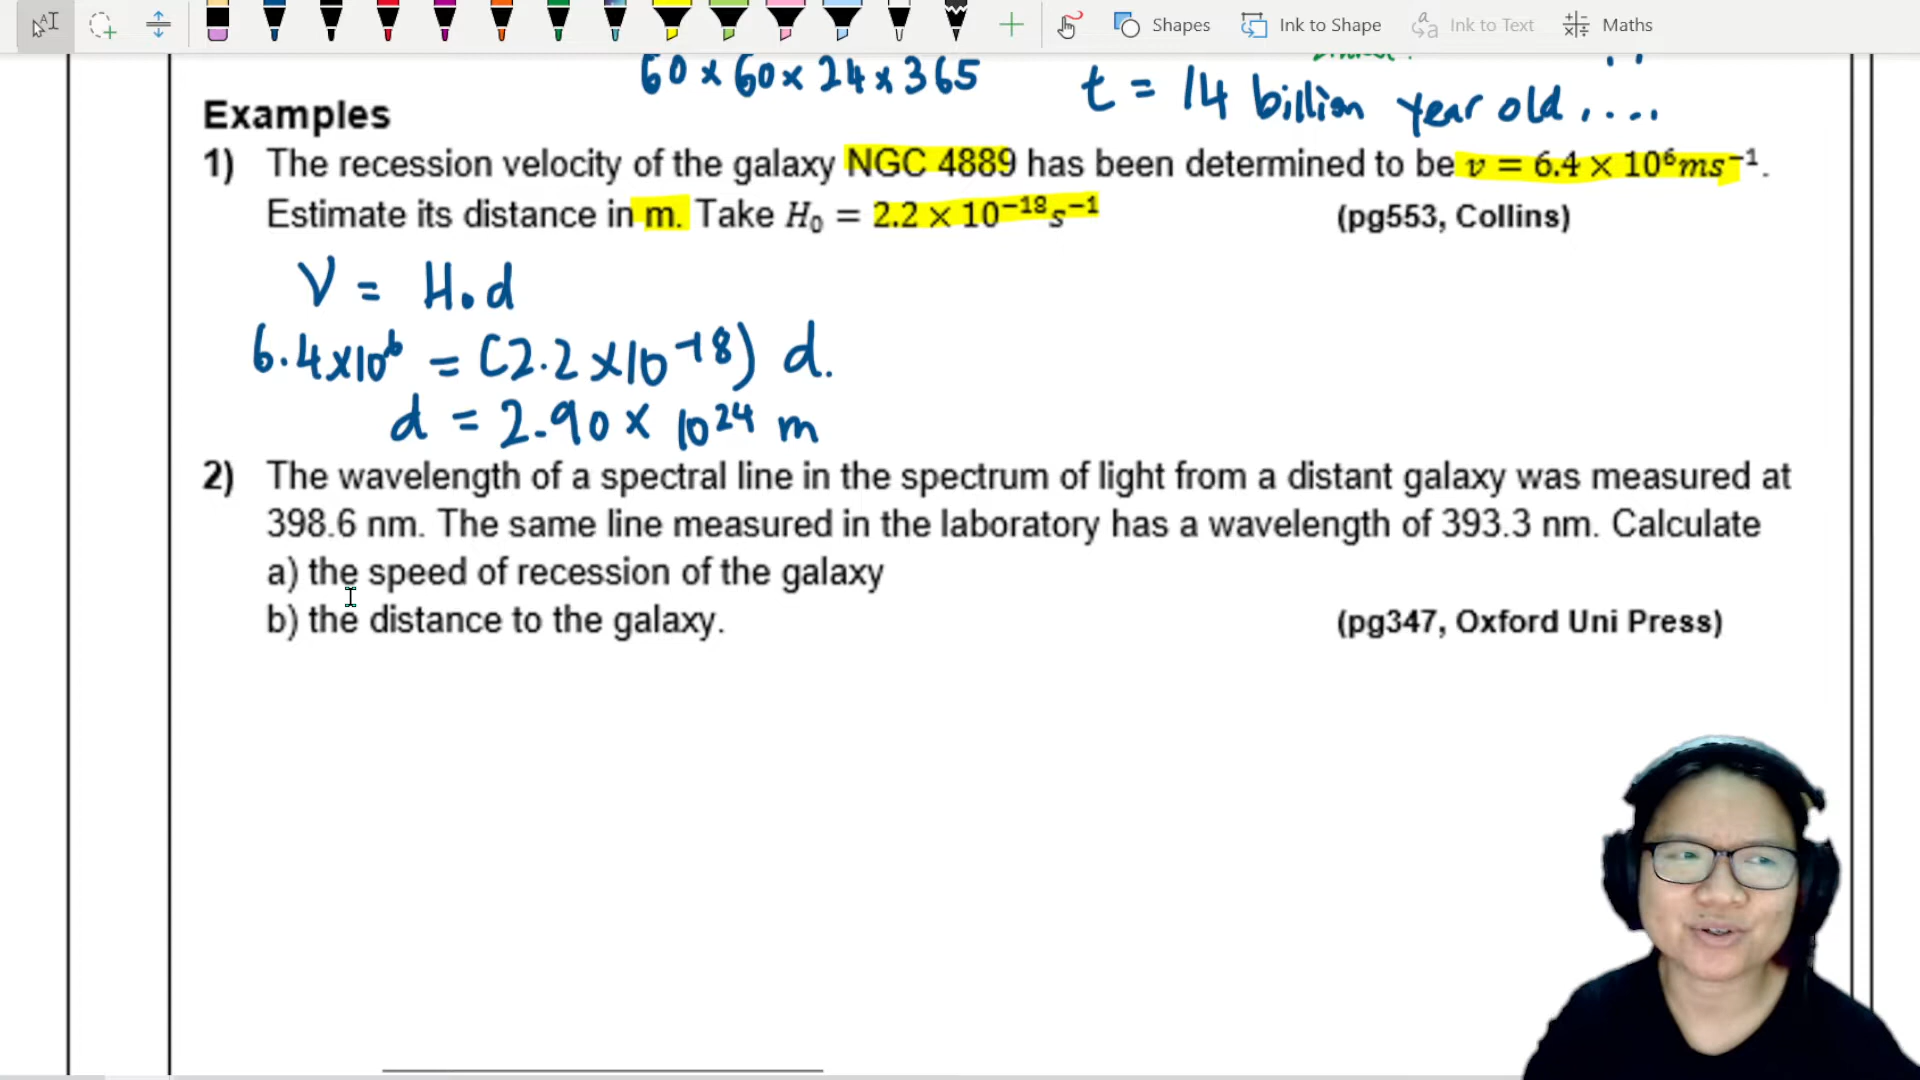 Shapes Ink to Shape Ink to Text Maths
60 x 60 x 24 x 365
t = 14 billion year old ....
Examples
1) The recession velocity of the galaxy NGC 4889 has been determined to be v = 6.4 × 10⁶ms⁻¹.
Estimate its distance in m. Take H₀ = 2.2 × 10⁻¹⁸s⁻¹ (pg553, Collins)
V = H₀d
6.4x10⁶ = (2.2 x10⁻¹⁸) d.
d = 2.90 x 10²⁴ m
2) The wavelength of a spectral line in the spectrum of light from a distant galaxy was measured at
398.6 nm. The same line measured in the laboratory has a wavelength of 393.3 nm. Calculate
a) the speed of recession of the galaxy
b) the distance to the galaxy. (pg347, Oxford Uni Press)